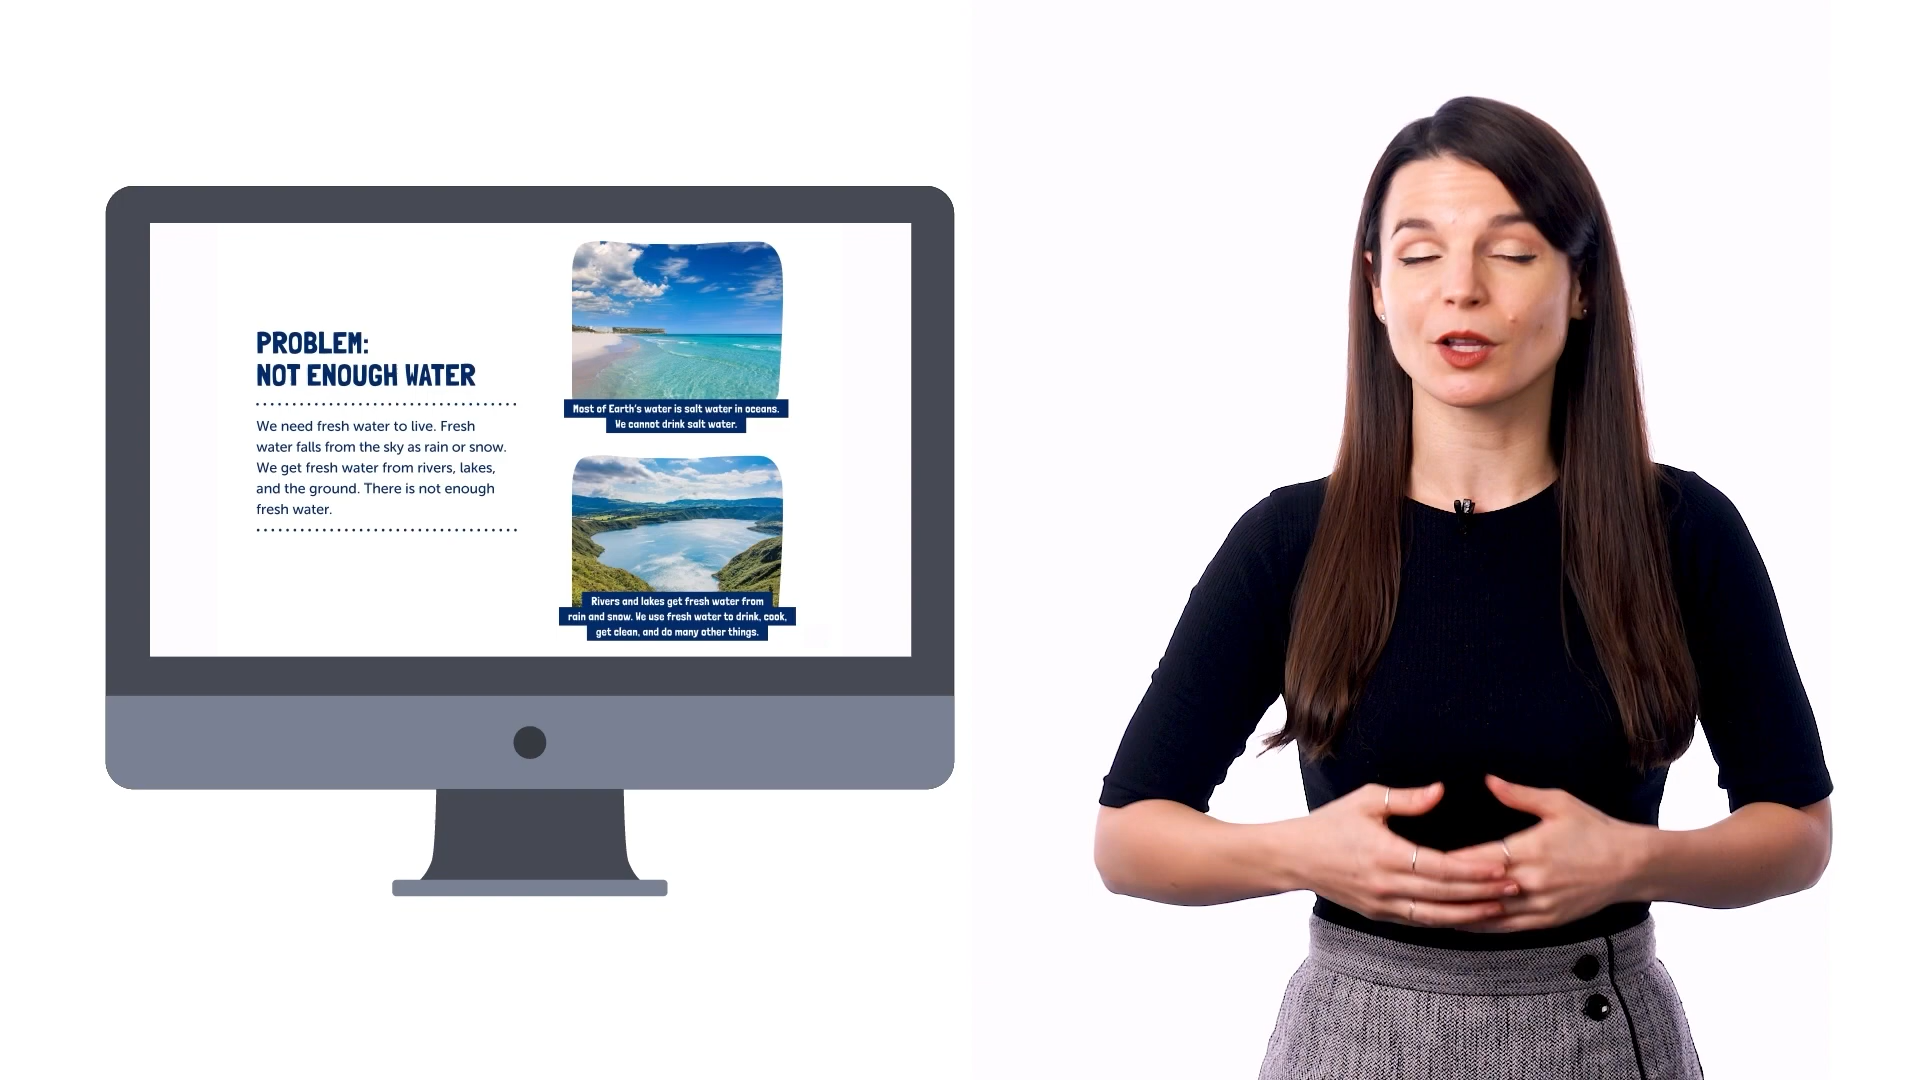 PROBLEM:
NOT ENOUGH WATER
We need fresh water to live. Fresh
water falls from the sky as rain or snow.
We get fresh water from rivers, lakes,
and the ground. There is not enough
fresh water.
Most of Earth's water is salt water in oceans.
We cannot drink salt water.
Rivers and lakes get fresh water from
rain and snow. We use fresh water to drink, cook,
get clean, and do many other things.